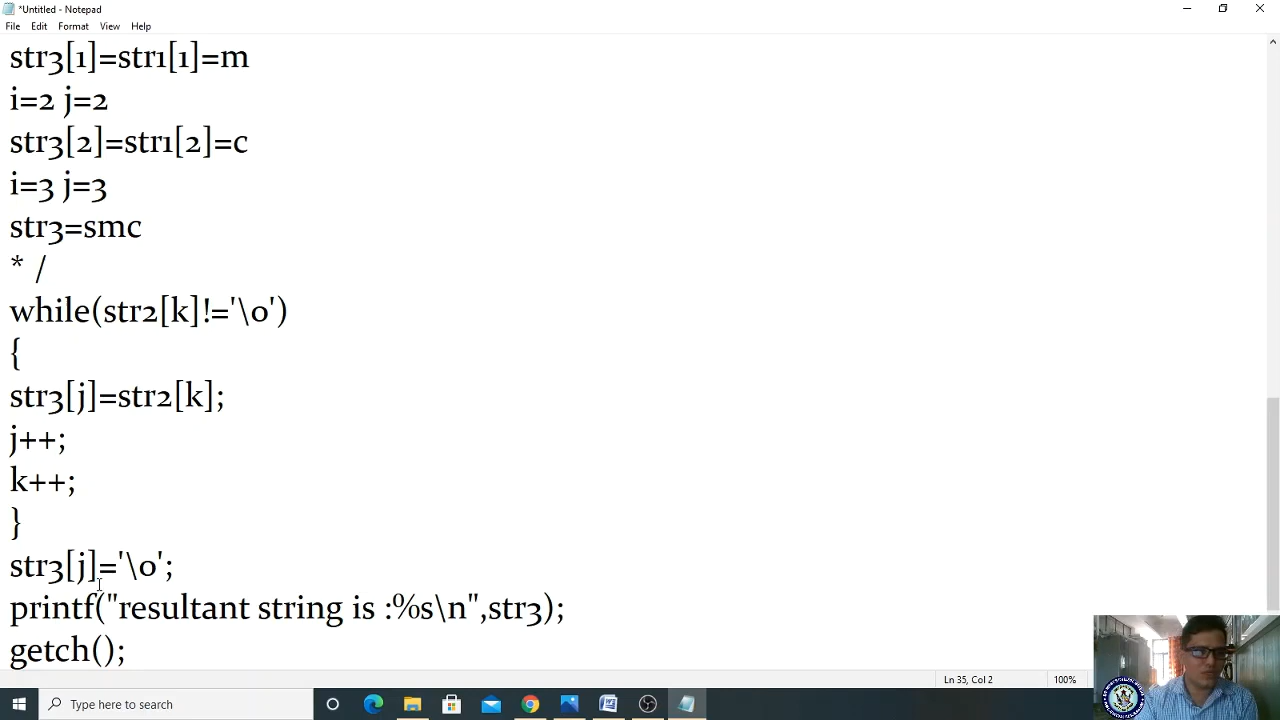 *Untitled - Notepad
File Edit Format View Help
str3[1]=str1[1]=m
i=2 j=2
str3[2]=str1[2]=c
i=3 j=3
str3=smc
* /
while(str2[k]!='\0')
{
str3[j]=str2[k];
j++;
k++;
}
str3[j]='\0';
printf("resultant string is :%s\n",str3);
getch();
Ln 35, Col 2 100%
Type here to search